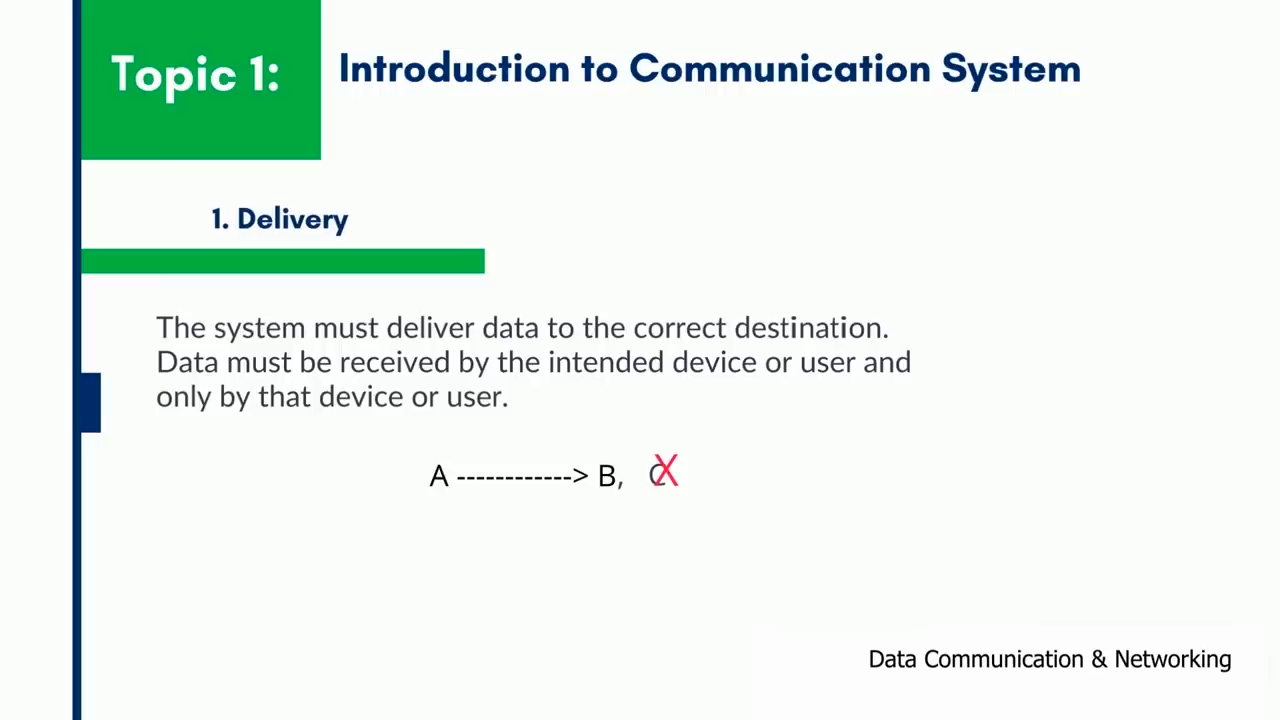 Topic 1:
Introduction to Communication System
1. Delivery
The system must deliver data to the correct destination.
Data must be received by the intended device or user and
only by that device or user.
A ------------> B, C X
Data Communication & Networking